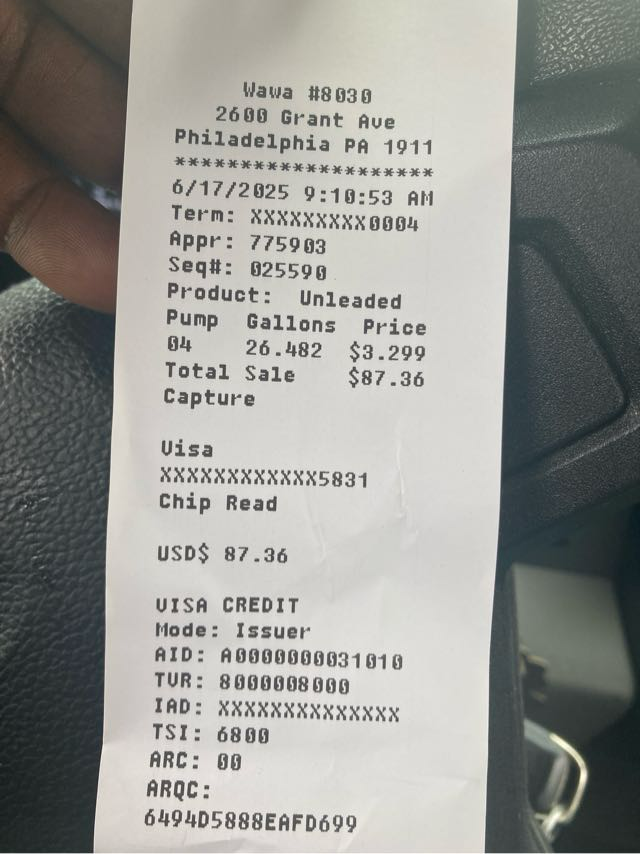 Wawa #8030
2600 Grant Ave
Philadelphia PA 1911
********************
6/17/2025 9:10:53 AM
Term: XXXXXXXXX0004
Appr: 775903
Seq#: 025590
Product: Unleaded
Pump Gallons Price
04 26.482 $3.299
Total Sale $87.36
Capture
Visa
XXXXXXXXXXXX5831
Chip Read
USD$ 87.36
VISA CREDIT
Mode: Issuer
AID: A0000000031010
TVR: 8000008000
IAD: XXXXXXXXXXXXXX
TSI: 6800
ARC: 00
ARQC:
6494D5888EAFD699